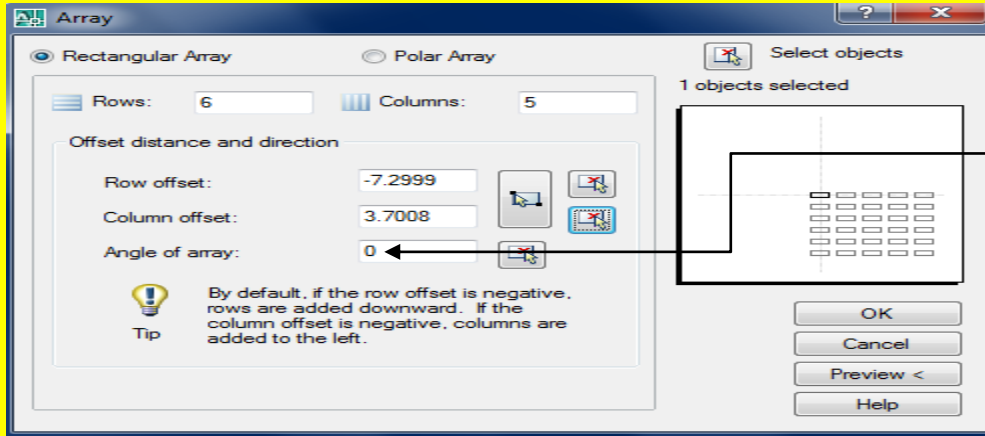 Array
?
Rectangular Array Polar Array Select objects
1 objects selected
Rows: 6 Columns: 5
Offset distance and direction
Row offset: -7.2999
Column offset: 3.7008
Angle of array: 0
By default, if the row offset is negative,
rows are added downward. If the
column offset is negative, columns are
added to the left.
Tip
OK
Cancel
Preview <
Help